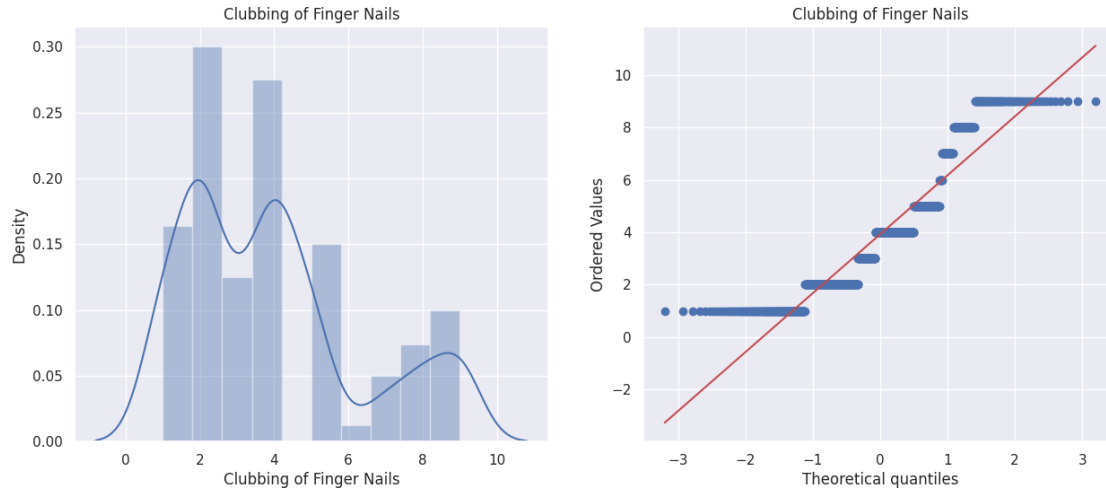 Clubbing of Finger Nails
0.30
0.25
0.20
0.15
0.10
0.05
0.00
Density
0 2 4 6 8 10
Clubbing of Finger Nails
Clubbing of Finger Nails
10
8
6
4
2
0
−2
Ordered Values
−3 −2 −1 0 1 2 3
Theoretical quantiles